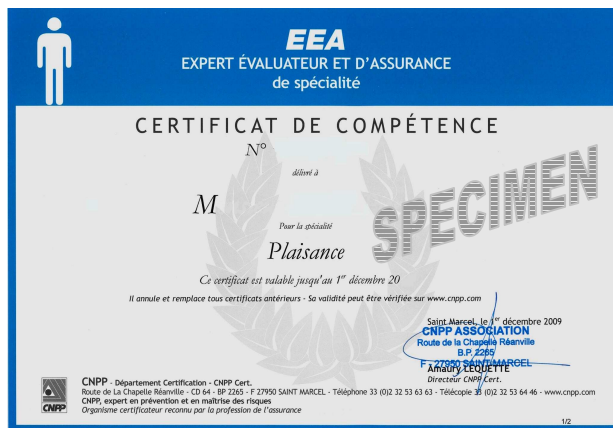 EEA
EXPERT ÉVALUATEUR ET D'ASSURANCE
de spécialité
CERTIFICAT DE COMPÉTENCE
N°
délivré à
M
Pour la spécialité
Plaisance
SPECIMEN
Ce certificat est valable jusqu'au 1er décembre 20
Il annule et remplace tous certificats antérieurs - Sa validité peut être vérifiée sur www.cnpp.com
Saint Marcel, le 1er décembre 2009
CNPP ASSOCIATION
Route de la Chapelle Réanville
B.P. 2265
F - 27950 SAINT-MARCEL
Amaury LEQUETTE
Directeur CNPP Cert.
CNPP - Département Certification - CNPP Cert.
Route de La Chapelle Réanville - CD 64 - BP 2265 - F 27950 SAINT MARCEL - Téléphone 33 (0)2 32 53 63 63 - Télécopie 33 (0)2 32 53 64 46 - www.cnpp.com
CNPP, expert en prévention et en maîtrise des risques
Organisme certificateur reconnu par la profession de l'assurance
CNPP
1/2